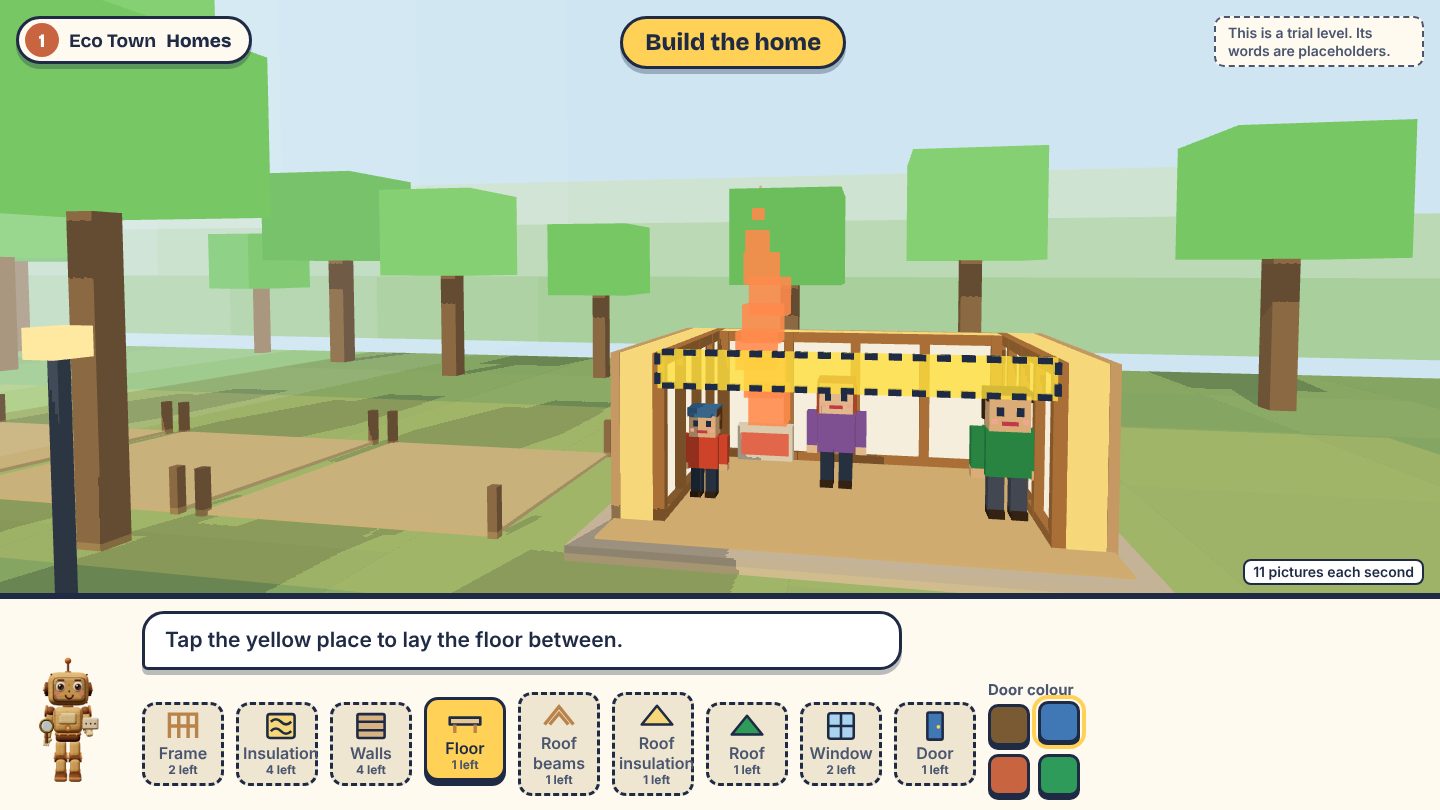 1 Eco Town Homes
Build the home
This is a trial level. Its
words are placeholders.
11 pictures each second
Tap the yellow place to lay the floor between.
Frame
2 left
Insulation
4 left
Walls
4 left
Floor
1 left
Roof
beams
1 left
Roof
insulation
1 left
Roof
1 left
Window
2 left
Door
1 left
Door colour